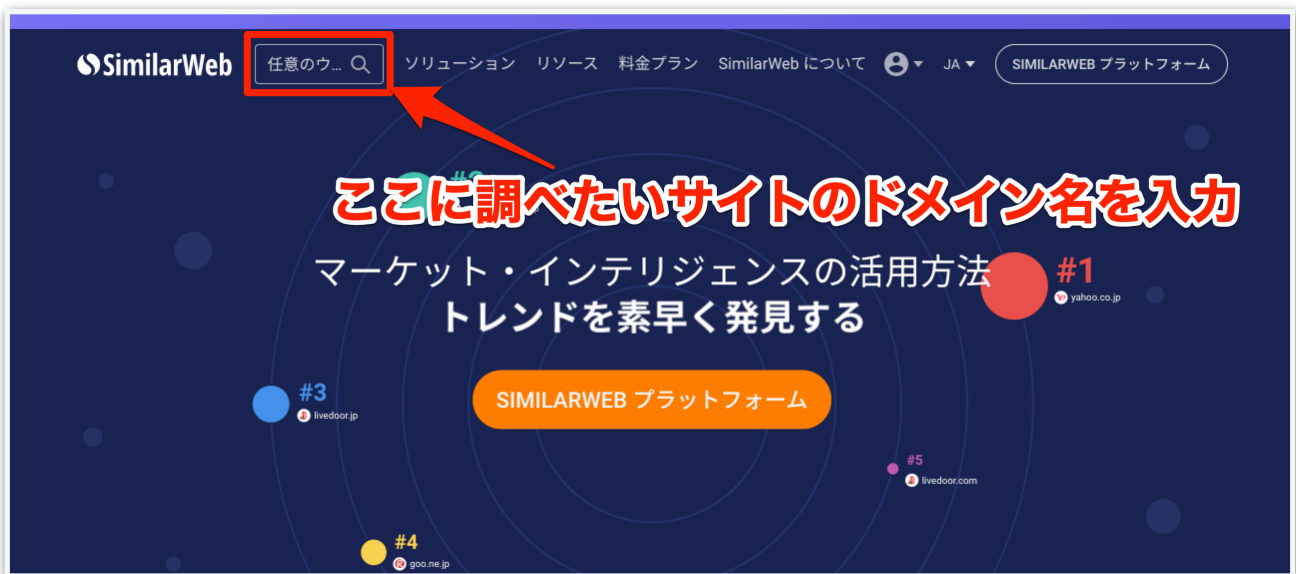 SimilarWeb 任意のウ... ソリューション リソース 料金プラン SimilarWeb について JA SIMILARWEB プラットフォーム
ここに調べたいサイトのドメイン名を入力
マーケット・インテリジェンスの活用方法
#1
yahoo.co.jp
トレンドを素早く発見する
#3
livedoor.jp
SIMILARWEB プラットフォーム
#5
livedoor.com
#4
goo.ne.jp